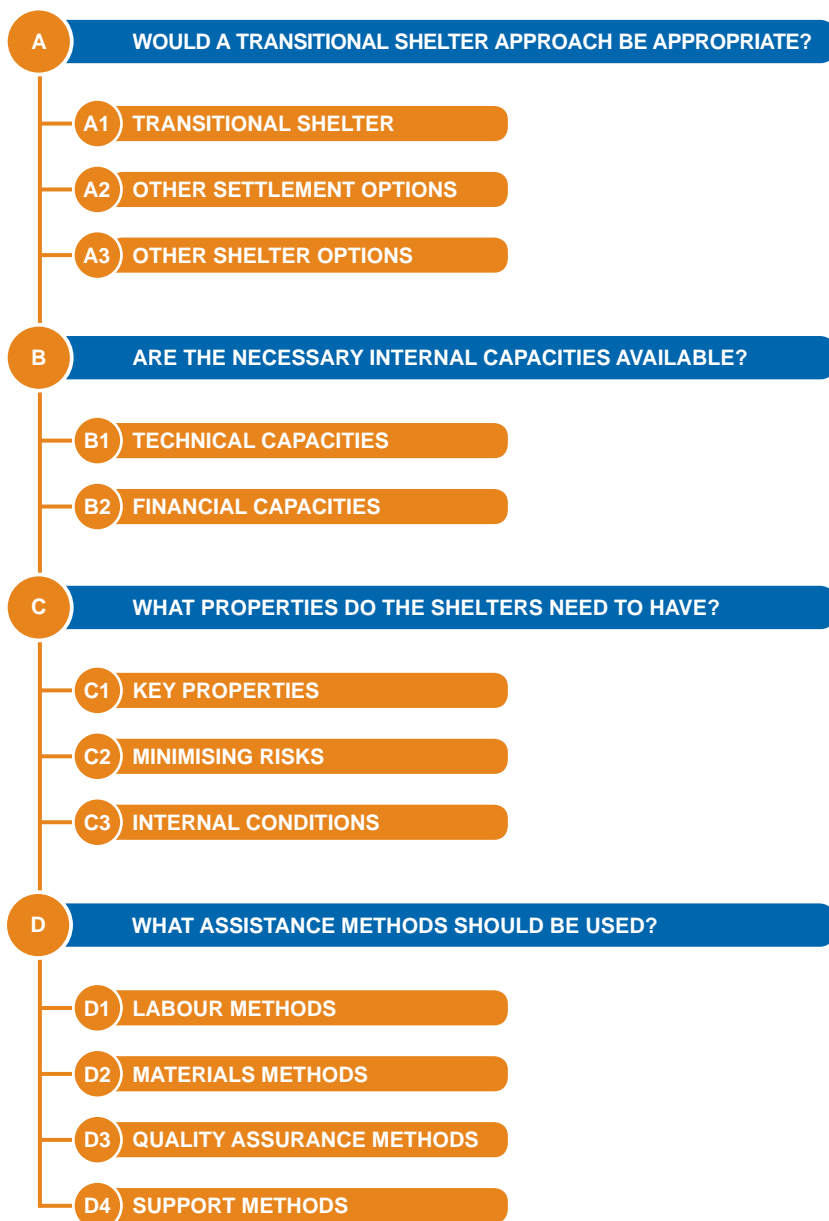 A WOULD A TRANSITIONAL SHELTER APPROACH BE APPROPRIATE?
A1 TRANSITIONAL SHELTER
A2 OTHER SETTLEMENT OPTIONS
A3 OTHER SHELTER OPTIONS
B ARE THE NECESSARY INTERNAL CAPACITIES AVAILABLE?
B1 TECHNICAL CAPACITIES
B2 FINANCIAL CAPACITIES
C WHAT PROPERTIES DO THE SHELTERS NEED TO HAVE?
C1 KEY PROPERTIES
C2 MINIMISING RISKS
C3 INTERNAL CONDITIONS
D WHAT ASSISTANCE METHODS SHOULD BE USED?
D1 LABOUR METHODS
D2 MATERIALS METHODS
D3 QUALITY ASSURANCE METHODS
D4 SUPPORT METHODS